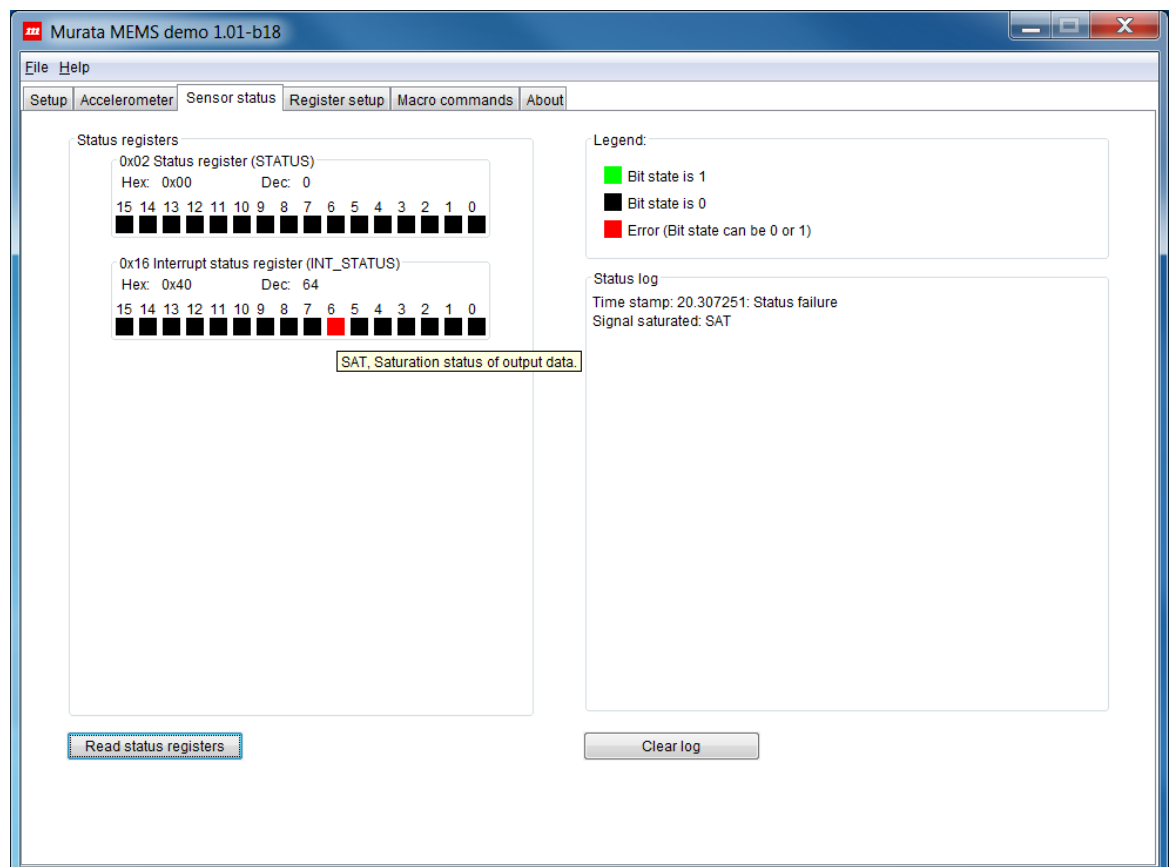 m Murata MEMS demo 1.01-b18
File Help
Setup Accelerometer Sensor status Register setup Macro commands About
Status registers
0x02 Status register (STATUS)
Hex: 0x00 Dec: 0
15 14 13 12 11 10 9 8 7 6 5 4 3 2 1 0
0x16 Interrupt status register (INT_STATUS)
Hex: 0x40 Dec: 64
15 14 13 12 11 10 9 8 7 6 5 4 3 2 1 0
SAT, Saturation status of output data.
Read status registers
Legend:
Bit state is 1
Bit state is 0
Error (Bit state can be 0 or 1)
Status log
Time stamp: 20.307251: Status failure
Signal saturated: SAT
Clear log